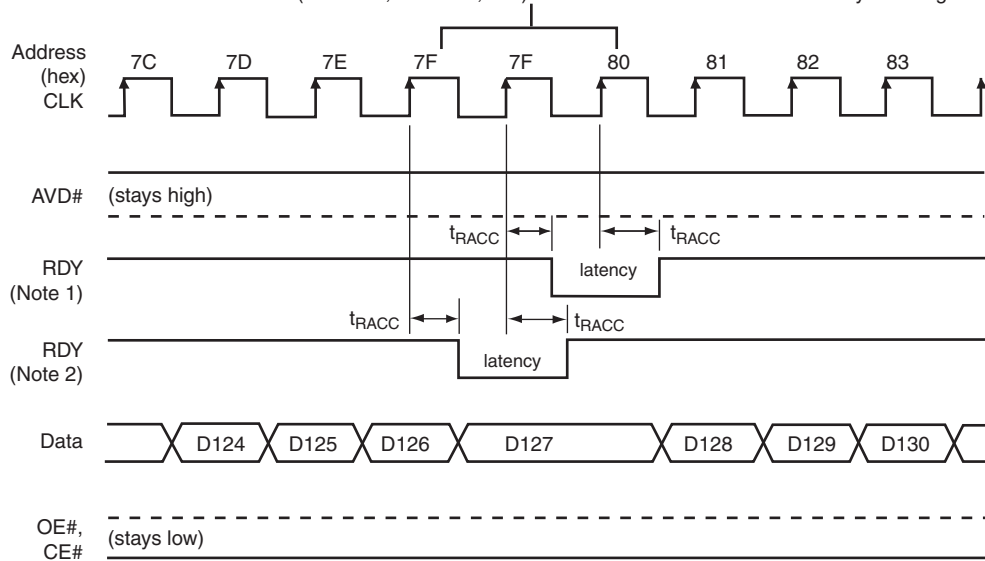 Address
(hex)
CLK
7C 7D 7E 7F 7F 80 81 82 83
AVD#
(stays high)
tRACC
tRACC
RDY
(Note 1)
latency
tRACC
tRACC
RDY
(Note 2)
latency
Data
D124 D125 D126 D127 D128 D129 D130
OE#,
CE#
(stays low)